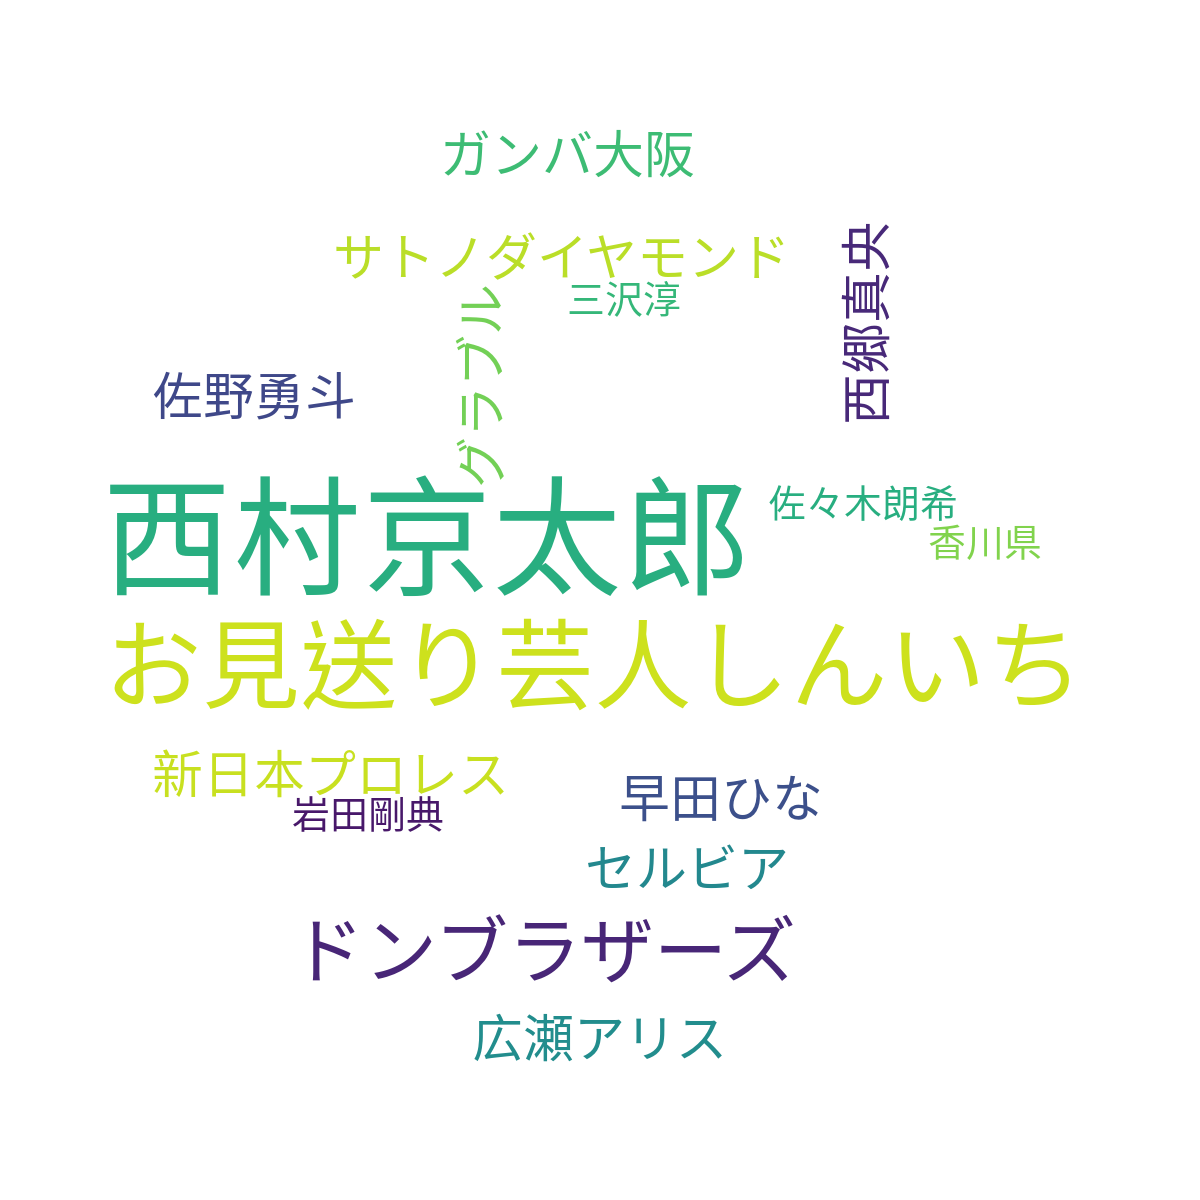 ガンバ大阪
サトノダイヤモンド
西郷真央
三沢淳
グラブル
佐野勇斗
西村京太郎
佐々木朗希
香川県
お見送り芸人しんいち
新日本プロレス
岩田剛典
早田ひな
セルビア
ドンブラザーズ
広瀬アリス